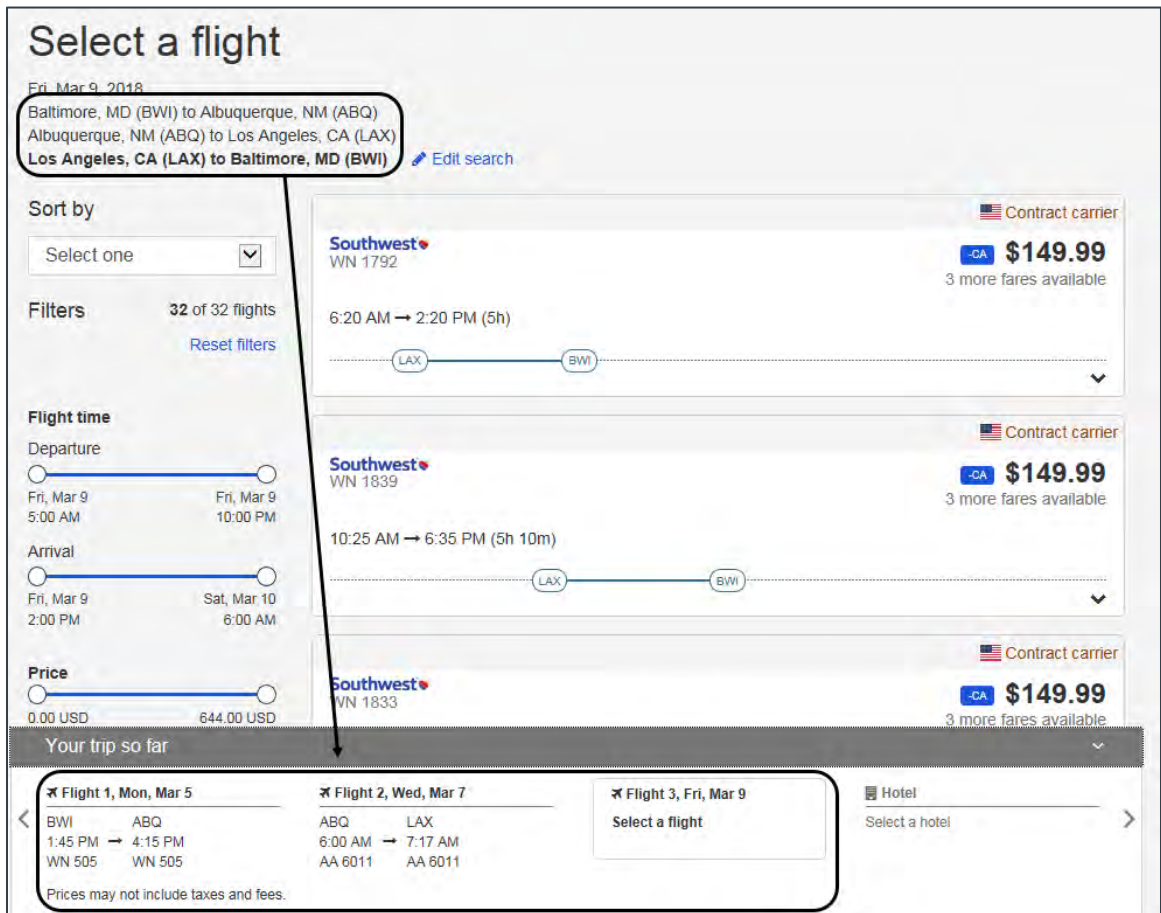 Select a flight
Fri, Mar 9, 2018
Baltimore, MD (BWI) to Albuquerque, NM (ABQ)
Albuquerque, NM (ABQ) to Los Angeles, CA (LAX)
Los Angeles, CA (LAX) to Baltimore, MD (BWI) Edit search
Sort by
Select one
Filters 32 of 32 flights
Reset filters
Flight time
Departure
Fri, Mar 9 Fri, Mar 9
5:00 AM 10:00 PM
Arrival
Fri, Mar 9 Sat, Mar 10
2:00 PM 6:00 AM
Price
0.00 USD 644.00 USD
Contract carrier
Southwest
WN 1792
-CA $149.99
3 more fares available
6:20 AM → 2:20 PM (5h)
LAX BWI
Contract carrier
Southwest
WN 1839
-CA $149.99
3 more fares available
10:25 AM → 6:35 PM (5h 10m)
LAX BWI
Contract carrier
Southwest
WN 1833
-CA $149.99
3 more fares available
Your trip so far
Flight 1, Mon, Mar 5
BWI ABQ
1:45 PM → 4:15 PM
WN 505 WN 505
Prices may not include taxes and fees.
Flight 2, Wed, Mar 7
ABQ LAX
6:00 AM → 7:17 AM
AA 6011 AA 6011
Flight 3, Fri, Mar 9
Select a flight
Hotel
Select a hotel